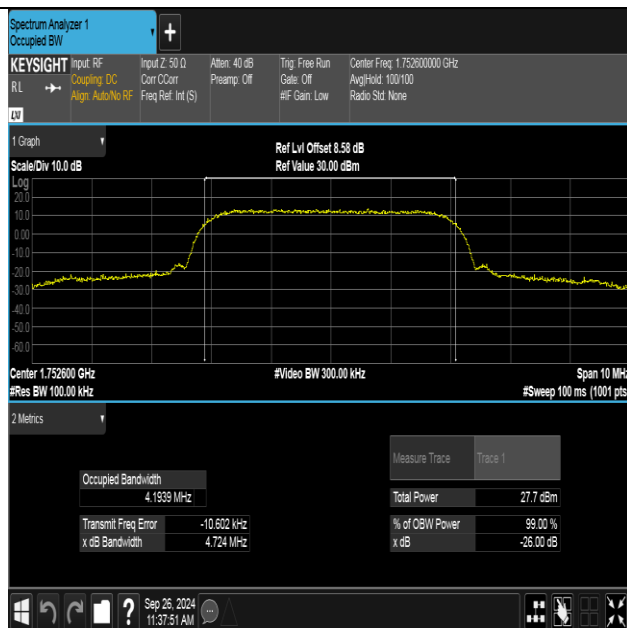 Spectrum Analyzer 1
Occupied BW
+
KEYSIGHT
RL
LXI
Input: RF
Coupling: DC
Align: Auto/No RF
Input Z: 50 Ω
Corr CCorr
Freq Ref: Int (S)
Atten: 40 dB
Preamp: Off
Trig: Free Run
Gate: Off
#IF Gain: Low
Center Freq: 1.752600000 GHz
Avg|Hold: 100/100
Radio Std: None
1 Graph
Scale/Div 10.0 dB
Ref Lvl Offset 8.58 dB
Ref Value 30.00 dBm
Log
20.0
10.0
0.00
-10.0
-20.0
-30.0
-40.0
-50.0
-60.0
Center 1.752600 GHz
#Res BW 100.00 kHz
#Video BW 300.00 kHz
Span 10 MHz
#Sweep 100 ms (1001 pts
2 Metrics
Measure Trace Trace 1
Occupied Bandwidth
4.1939 MHz
Total Power 27.7 dBm
Transmit Freq Error -10.602 kHz
% of OBW Power 99.00 %
x dB Bandwidth 4.724 MHz
x dB -26.00 dB
?
Sep 26, 2024
11:37:51 AM